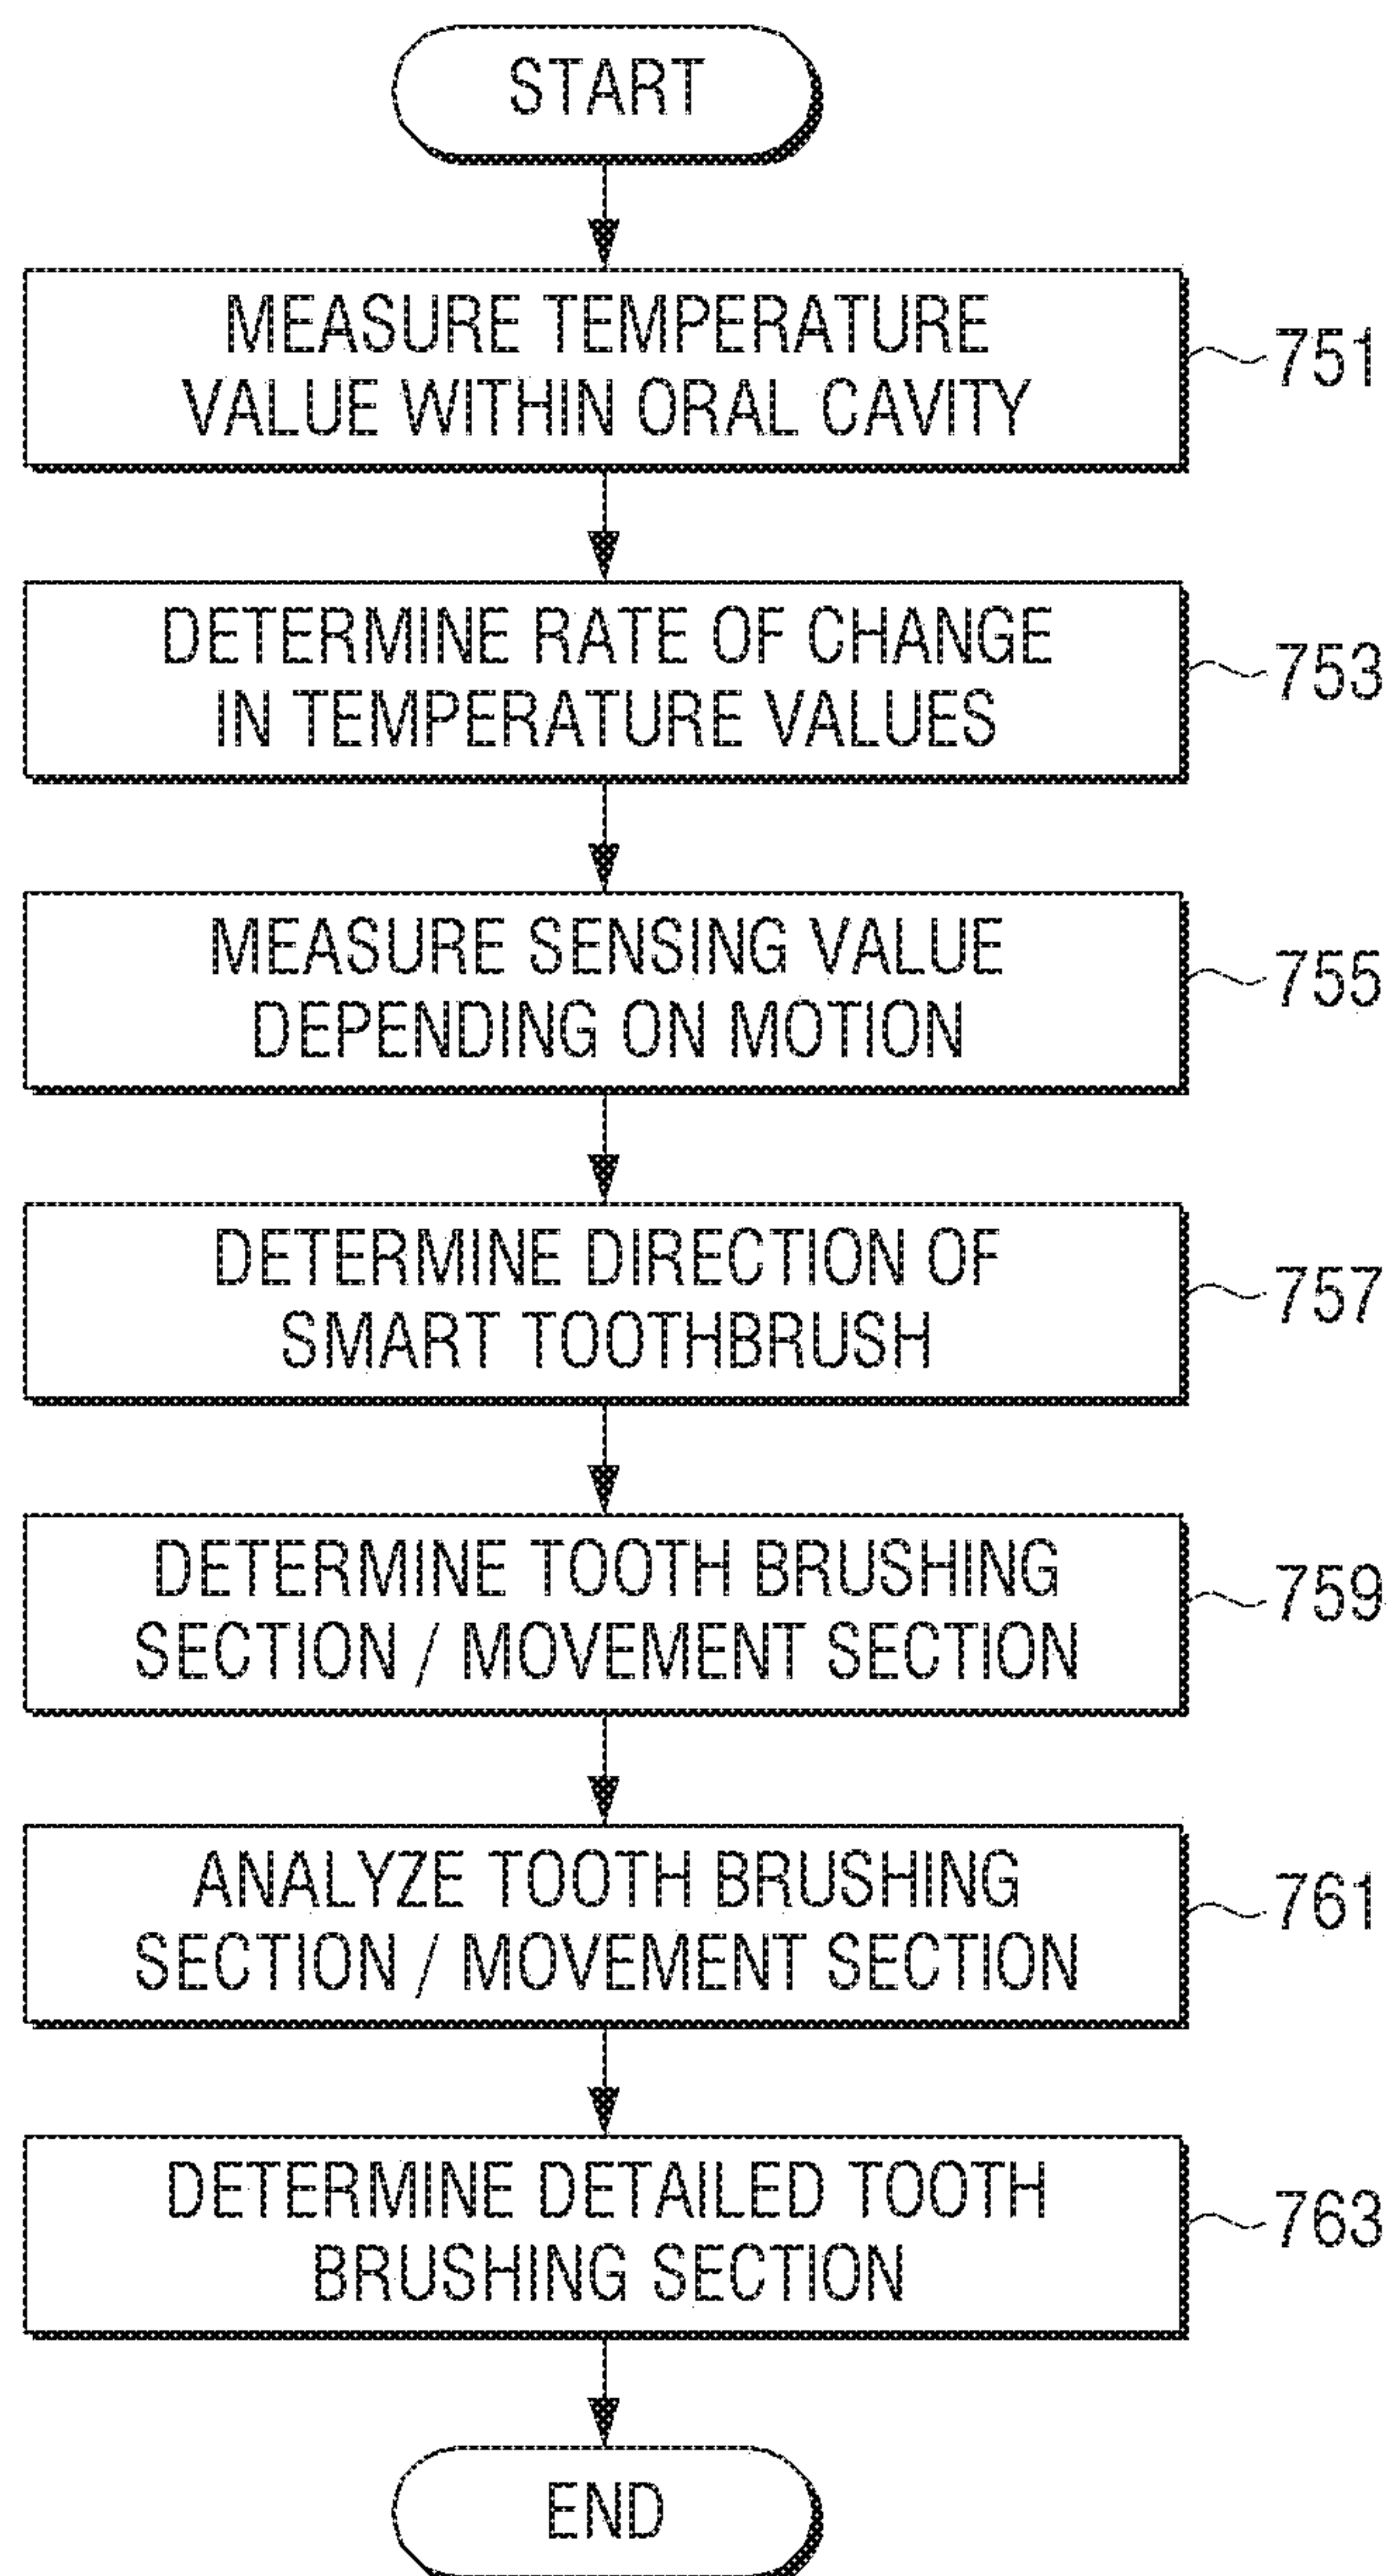 START
MEASURE TEMPERATURE
VALUE WITHIN ORAL CAVITY
751
DETERMINE RATE OF CHANGE
IN TEMPERATURE VALUES
753
MEASURE SENSING VALUE
DEPENDING ON MOTION
755
DETERMINE DIRECTION OF
SMART TOOTHBRUSH
757
DETERMINE TOOTH BRUSHING
SECTION / MOVEMENT SECTION
759
ANALYZE TOOTH BRUSHING
SECTION / MOVEMENT SECTION
761
DETERMINE DETAILED TOOTH
BRUSHING SECTION
763
END